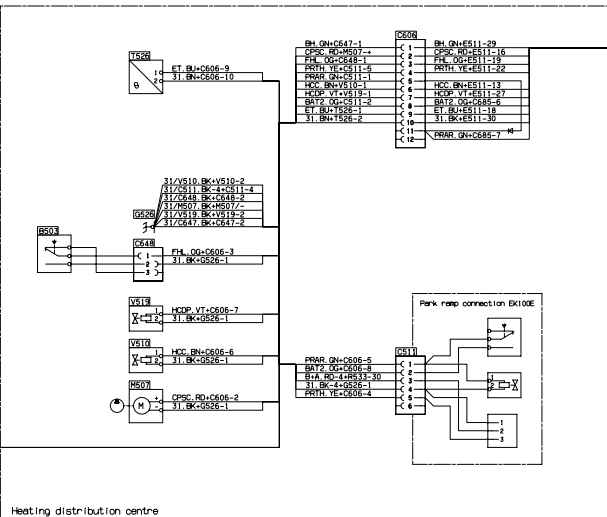 T526
1
2
θ
ET.BU+C606-9
31.BN+C606-10
C606
BH.GN+C647-1
CPSC.RD+M507-+
FHL.OG+C648-1
PRTH.YE+C511-5
PRAR.GN+C511-1
HCC.BN+V510-1
HCDP.VT+V519-1
BAT2.OG+C511-2
ET.BU+T526-1
31.BN+T526-2
1
2
3
4
5
6
7
8
9
10
11
12
BH.GN+E511-29
CPSC.RD+E511-16
FHL.OG+E511-19
PRTH.YE+E511-22
HCC.BN+E511-13
HCDP.VT+E511-27
BAT2.OG+C685-6
ET.BU+E511-18
31.BK+E511-30
PRAR.GN+C685-7
31/V510.BK+V510-2
31/C511.BK-4+C511-4
31/C648.BK+C648-2
31/M507.BK+M507/-
31/V519.BK+V519-2
31/C647.BK+C647-2
G526
B503
C648
1
2
3
FHL.OG+C606-3
31.BK+G526-1
V519
1
2
HCDP.VT+C606-7
31.BK+G526-1
V510
1
2
HCC.BN+C606-6
31.BK+G526-1
M507
M
+
-
CPSC.RD+C606-2
31.BK+G526-1
Park ramp connection EK100E
C511
PRAR.GN+C606-5
BAT2.OG+C606-8
B+A.RD-4+R533-30
31.BK-4+G526-1
PRTH.YE+C606-4
1
2
3
4
5
6
1
2
1
2
3
Heating distribution centre